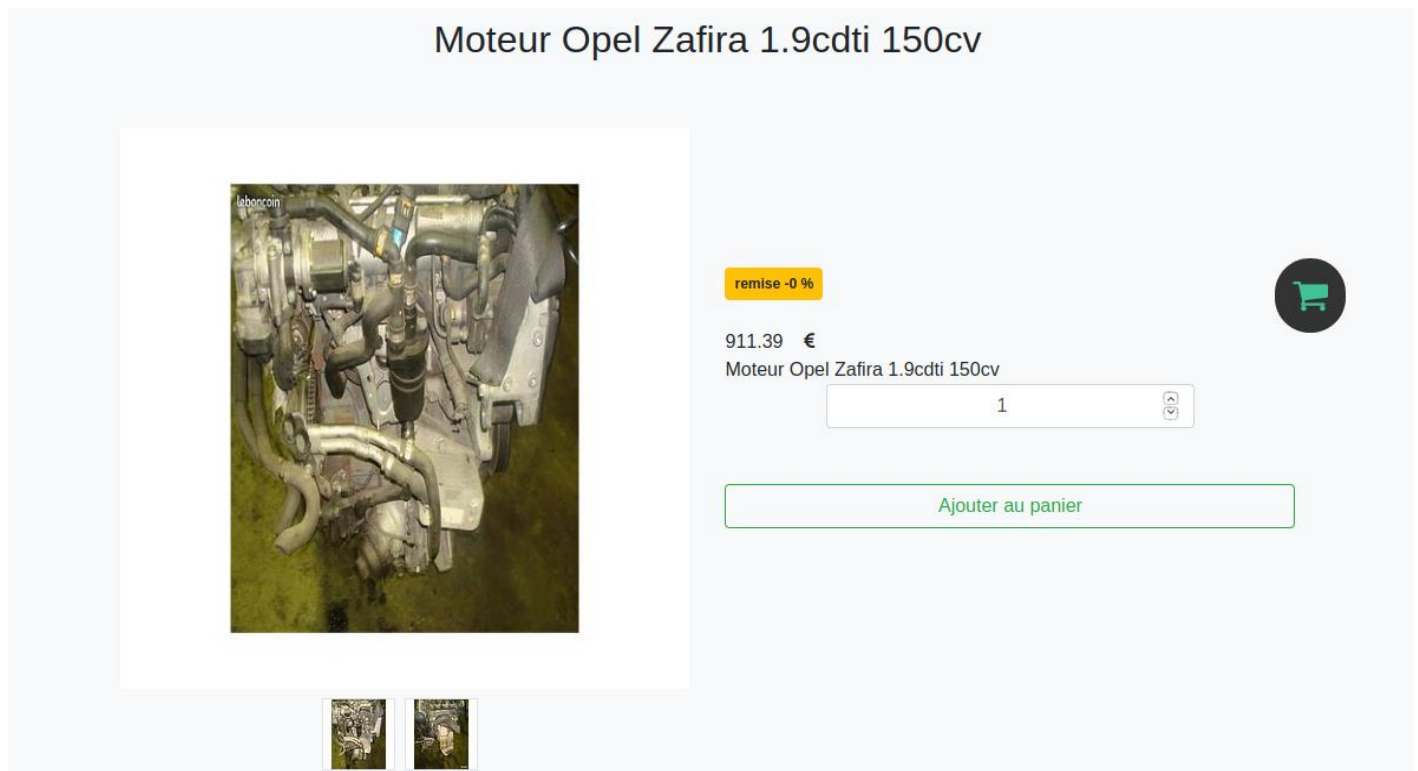 Moteur Opel Zafira 1.9cdti 150cv
leboncoin
remise -0 %
911.39 €
Moteur Opel Zafira 1.9cdti 150cv
1
Ajouter au panier